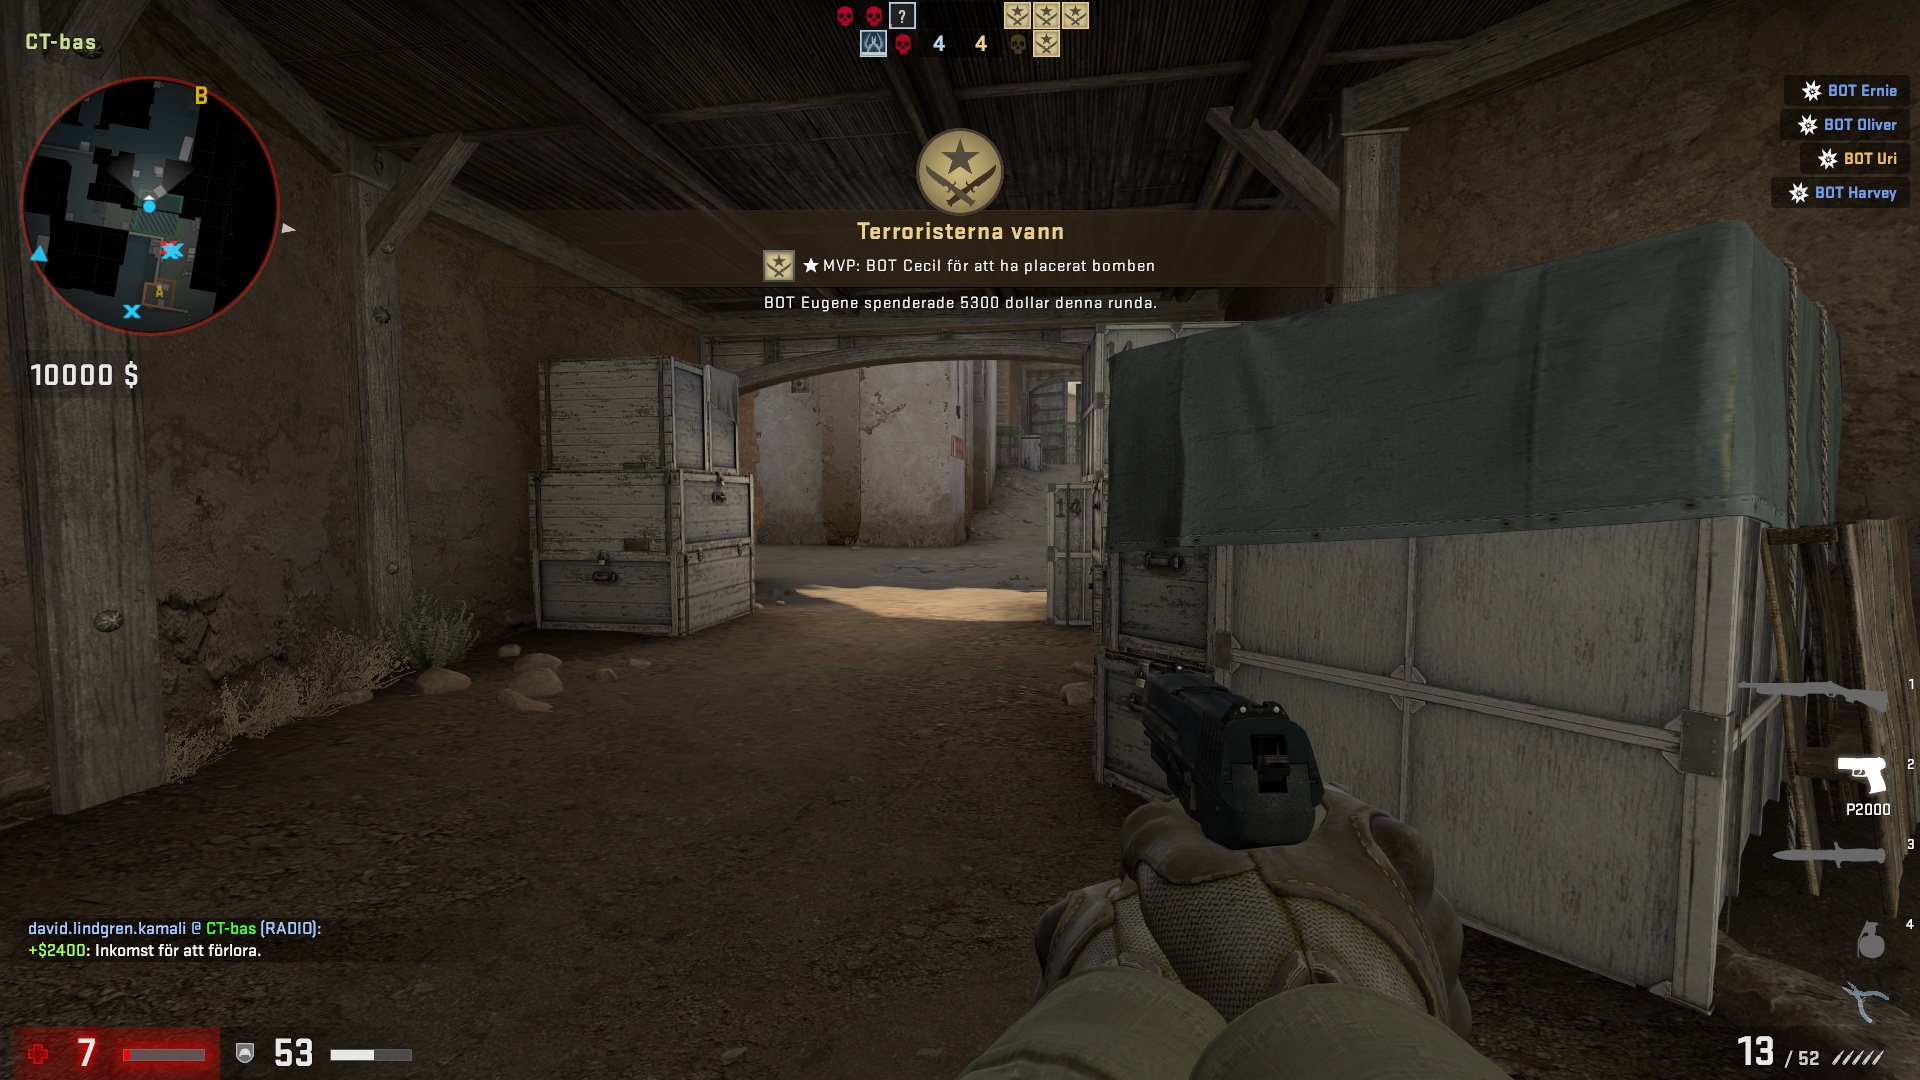 CT-bas
?
4 4
B
A
10000 $
BOT Ernie
BOT Oliver
BOT Uri
BOT Harvey
Terroristerna vann
MVP: BOT Cecil för att ha placerat bomben
BOT Eugene spenderade 5300 dollar denna runda.
14
1
2
P2000
3
4
david.lindgren.kamali @ CT-bas (RADIO):
+$2400: Inkomst för att förlora.
7
53
13 / 52